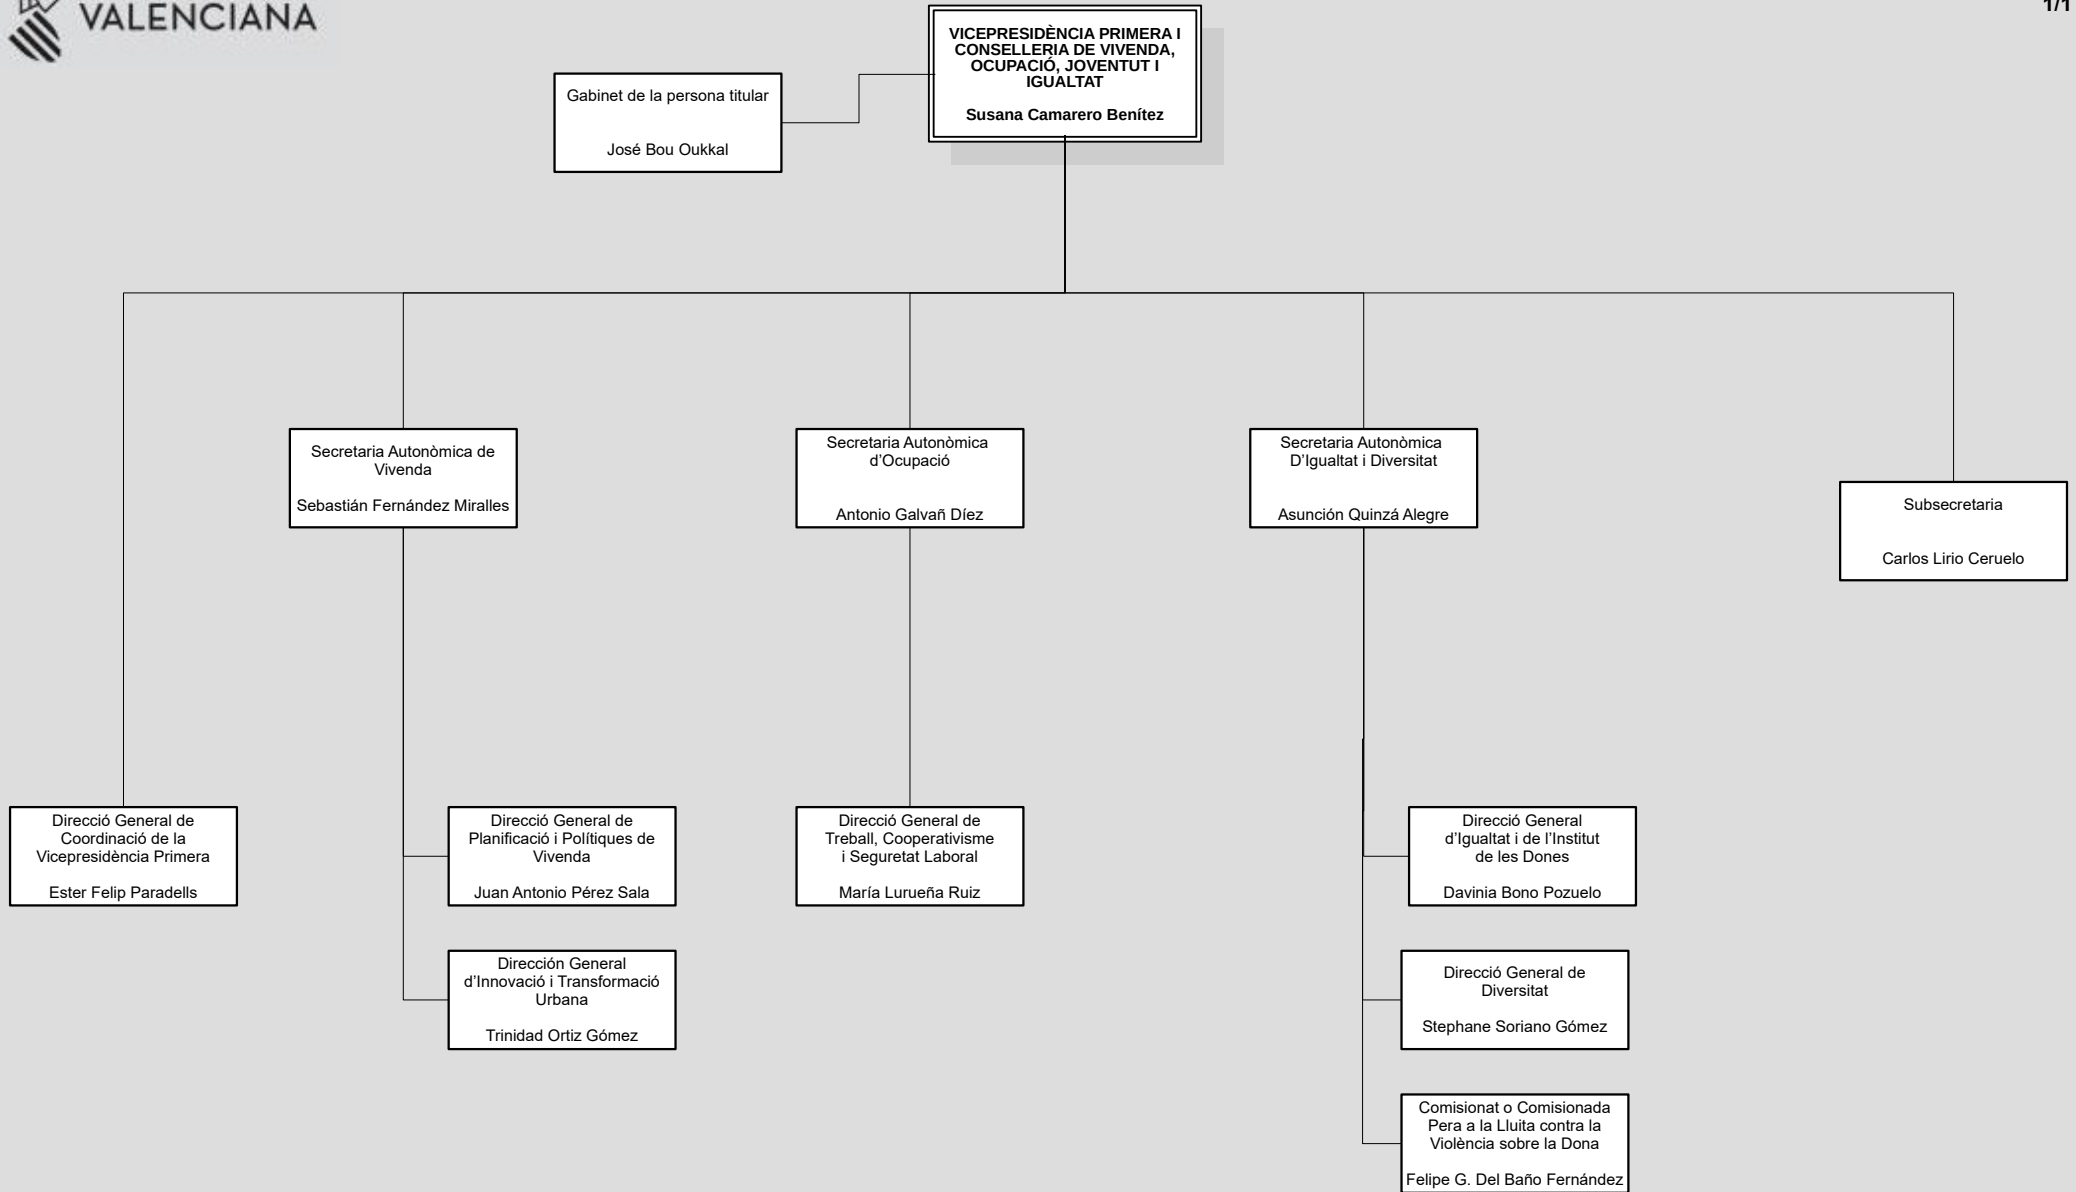 VALENCIANA
1/1
VICEPRESIDÈNCIA PRIMERA I
CONSELLERIA DE VIVENDA,
OCUPACIÓ, JOVENTUT I
IGUALTAT
Susana Camarero Benítez
Gabinet de la persona titular
José Bou Oukkal
Secretaria Autonòmica de
Vivenda
Sebastián Fernández Miralles
Secretaria Autonòmica
d’Ocupació
Antonio Galvañ Díez
Secretaria Autonòmica
D’Igualtat i Diversitat
Asunción Quinzá Alegre
Subsecretaria
Carlos Lirio Ceruelo
Direcció General de
Coordinació de la
Vicepresidència Primera
Ester Felip Paradells
Direcció General de
Planificació i Polítiques de
Vivenda
Juan Antonio Pérez Sala
Direcció General de
Treball, Cooperativisme
i Seguretat Laboral
María Lurueña Ruiz
Direcció General
d’Igualtat i de l’Institut
de les Dones
Davinia Bono Pozuelo
Dirección General
d’Innovació i Transformació
Urbana
Trinidad Ortiz Gómez
Direcció General de
Diversitat
Stephane Soriano Gómez
Comisionat o Comisionada
Pera a la Lluita contra la
Violència sobre la Dona
Felipe G. Del Baño Fernández